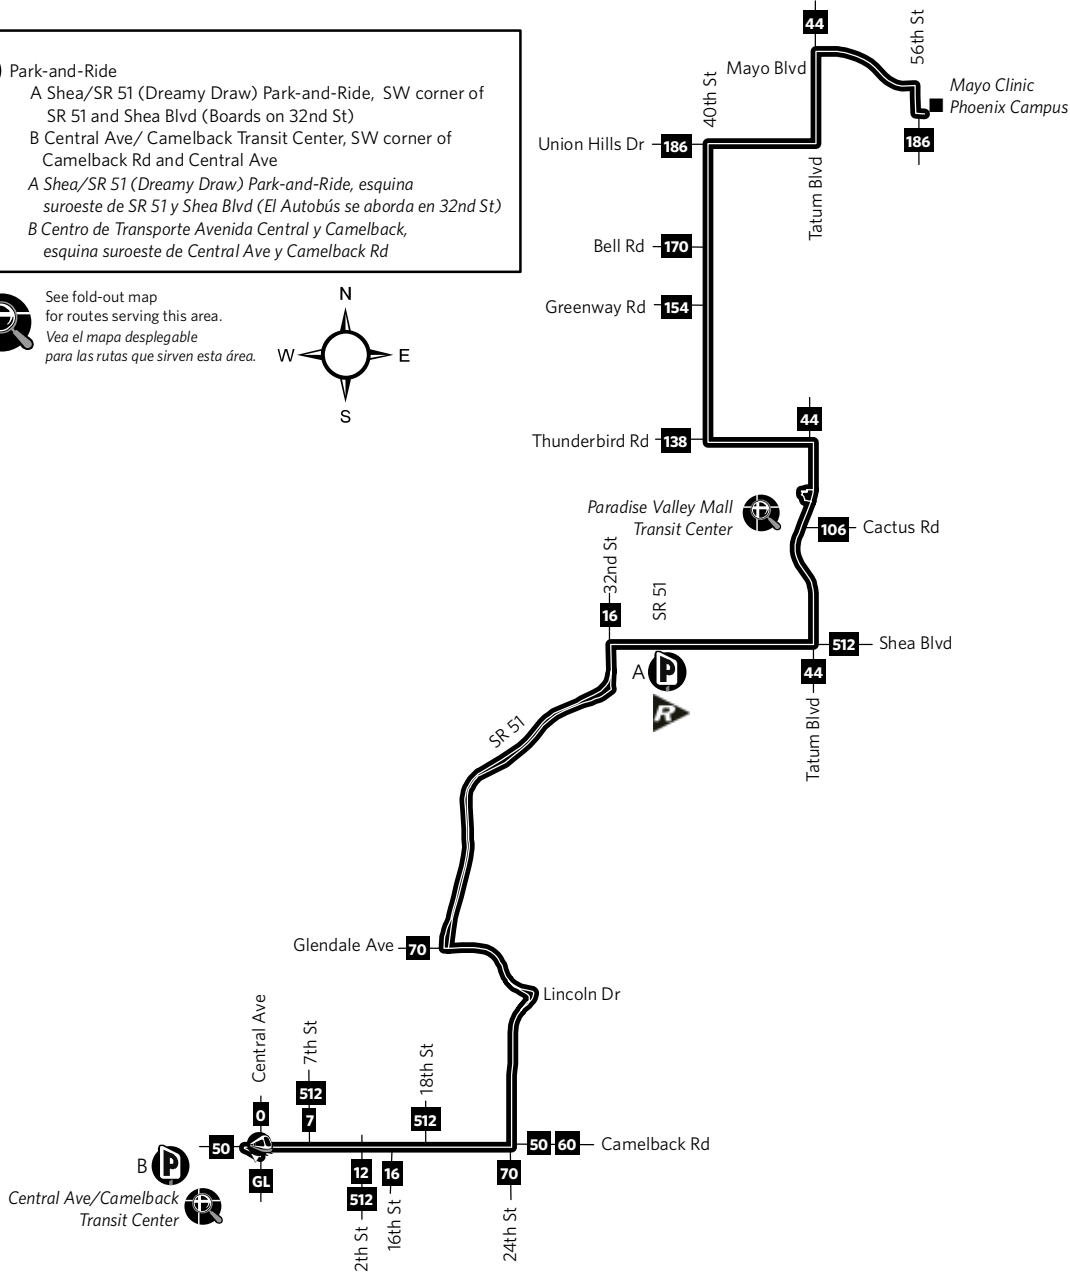 Park-and-Ride
A Shea/SR 51 (Dreamy Draw) Park-and-Ride, SW corner of
SR 51 and Shea Blvd (Boards on 32nd St)
B Central Ave/ Camelback Transit Center, SW corner of
Camelback Rd and Central Ave
A Shea/SR 51 (Dreamy Draw) Park-and-Ride, esquina
suroeste de SR 51 y Shea Blvd (El Autobús se aborda en 32nd St)
B Centro de Transporte Avenida Central y Camelback,
esquina suroeste de Central Ave y Camelback Rd
See fold-out map
for routes serving this area.
Vea el mapa desplegable
para las rutas que sirven esta área.
N
W
E
S
44
56th St
Mayo Blvd
Mayo Clinic
Phoenix Campus
40th St
186
Union Hills Dr
186
Tatum Blvd
Bell Rd
170
Greenway Rd
154
44
Thunderbird Rd
138
Paradise Valley Mall
Transit Center
106
Cactus Rd
32nd St
SR 51
16
512
Shea Blvd
A
P
44
R
Tatum Blvd
SR 51
Glendale Ave
70
Lincoln Dr
Central Ave
7th St
18th St
512
0
7
512
50
50
60
Camelback Rd
B
P
GL
12
16
70
512
Central Ave/Camelback
Transit Center
2th St
16th St
24th St